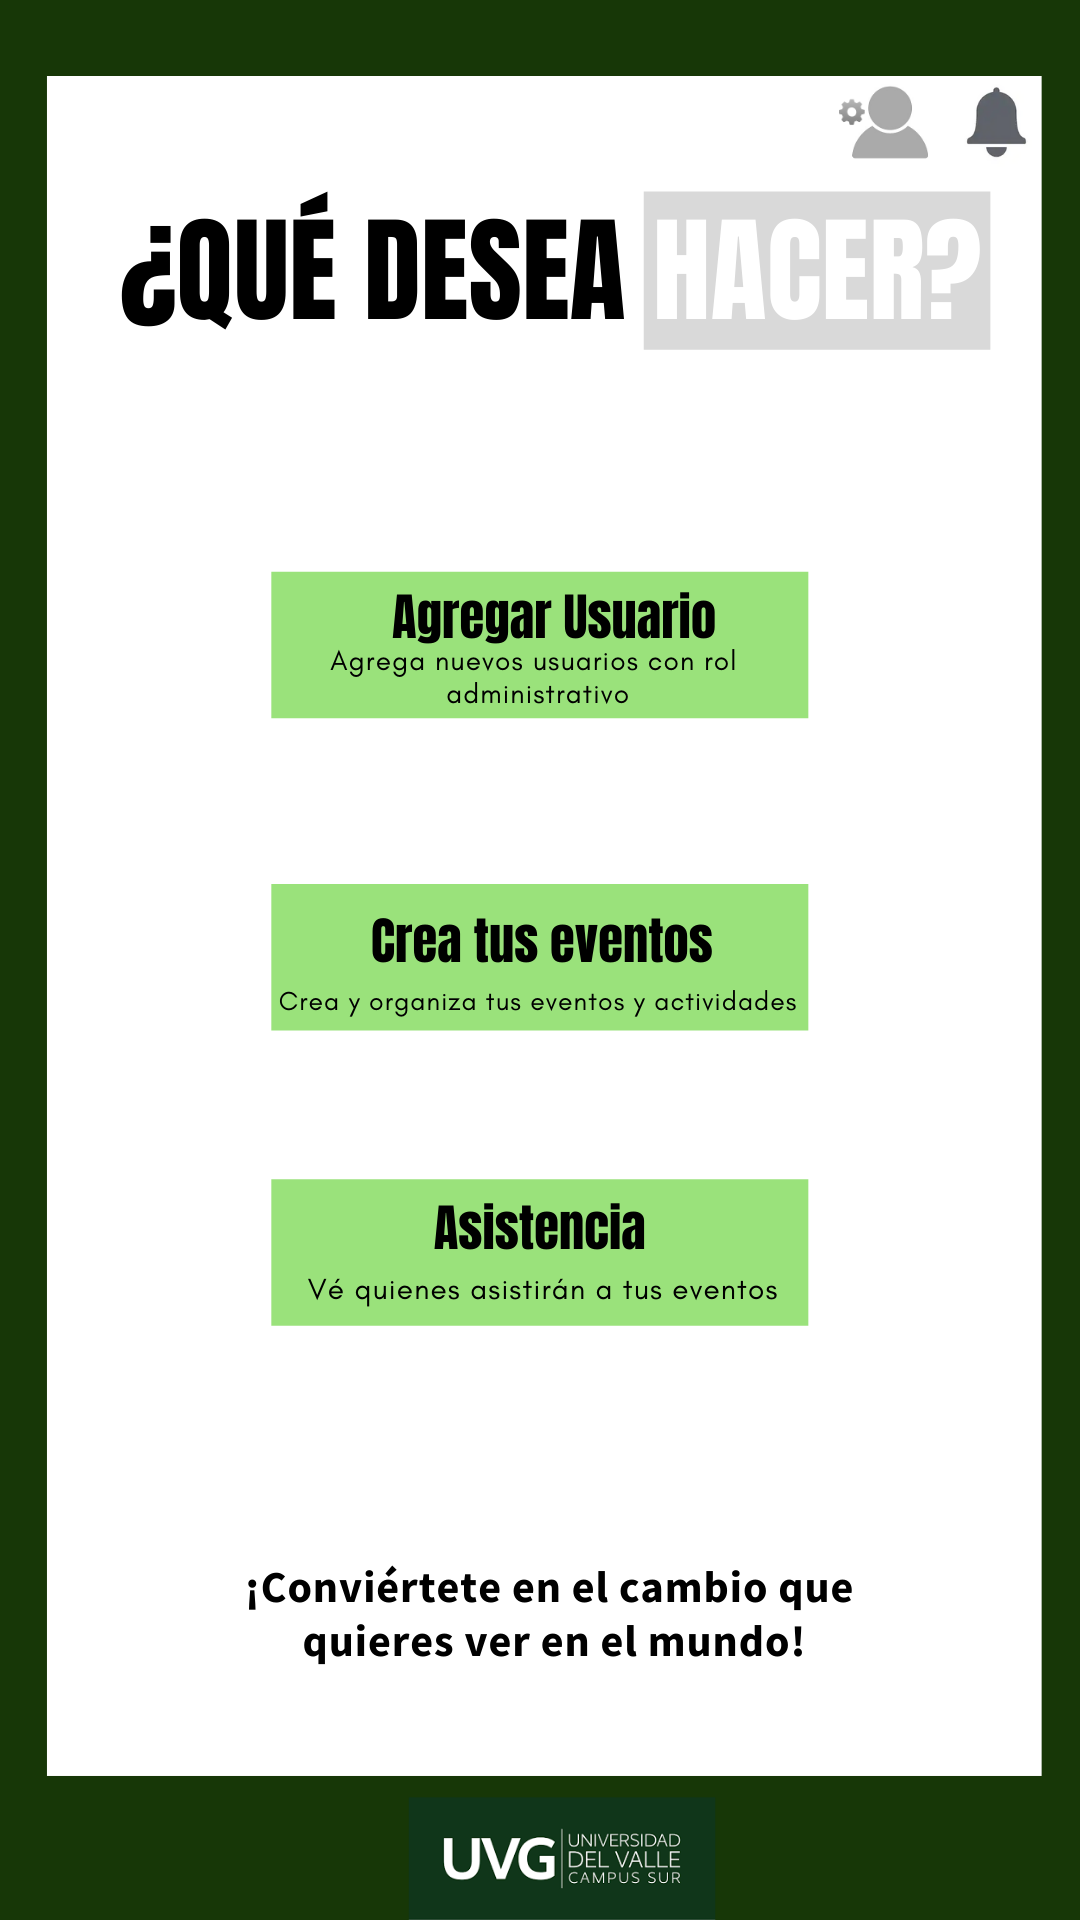 ¿QUÉ DESEA HACER?
Agregar Usuario
Agrega nuevos usuarios con rol
administrativo
Crea tus eventos
Crea y organiza tus eventos y actividades
Asistencia
Vé quienes asistirán a tus eventos
¡Conviértete en el cambio que
quieres ver en el mundo!
UVG
UNIVERSIDAD
DEL VALLE
CAMPUS SUR